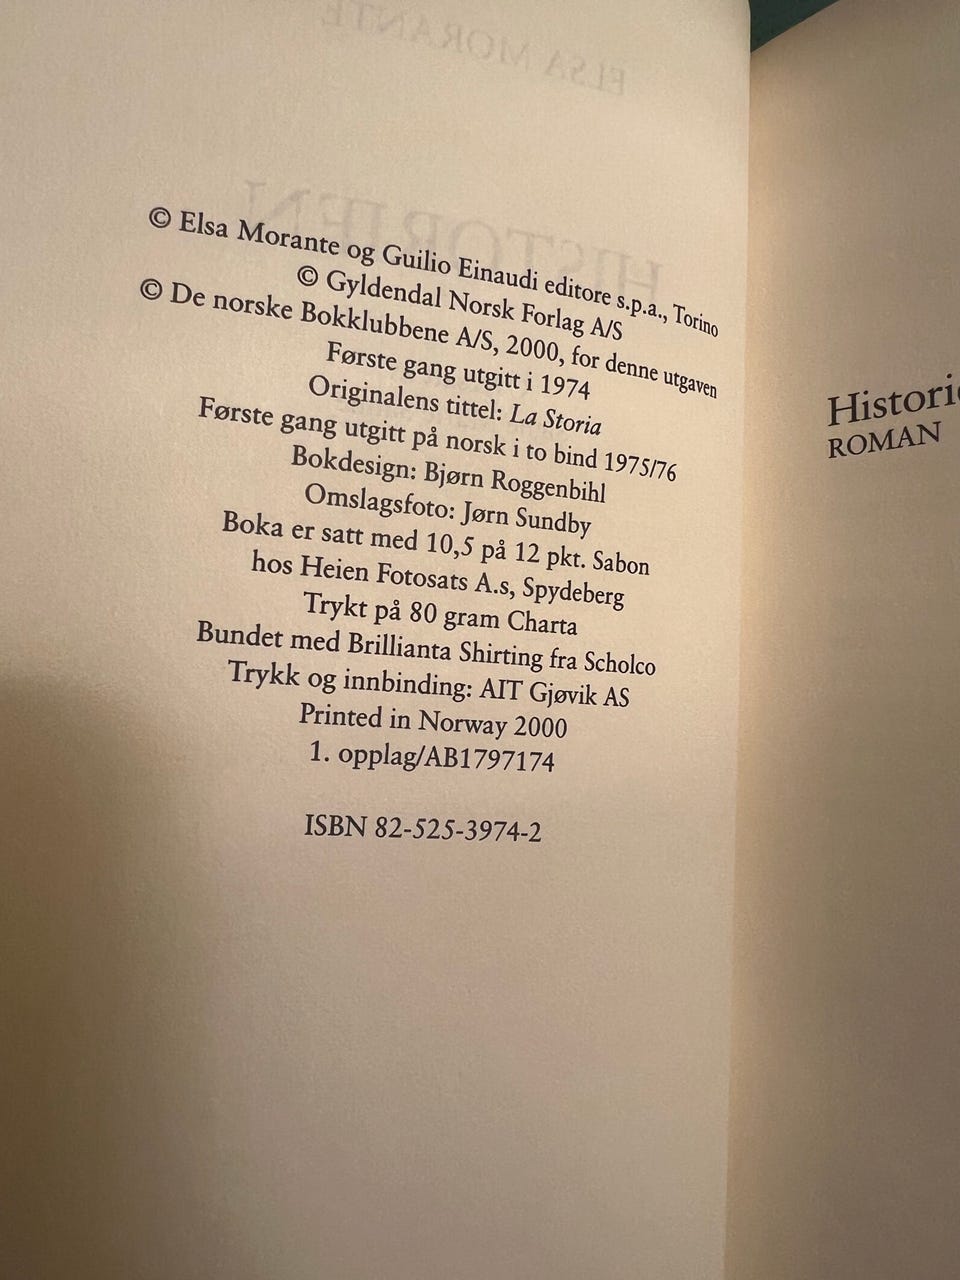 ELSA MORANTE
HISTORIEN
© Elsa Morante og Guilio Einaudi editore s.p.a., Torino
© Gyldendal Norsk Forlag A/S
© De norske Bokklubbene A/S, 2000, for denne utgaven
Første gang utgitt i 1974
Originalens tittel: La Storia
Første gang utgitt på norsk i to bind 1975/76
Bokdesign: Bjørn Roggenbihl
Omslagsfoto: Jørn Sundby
Boka er satt med 10,5 på 12 pkt. Sabon
hos Heien Fotosats A.s, Spydeberg
Trykt på 80 gram Charta
Bundet med Brillianta Shirting fra Scholco
Trykk og innbinding: AIT Gjøvik AS
Printed in Norway 2000
1. opplag/AB1797174
ISBN 82-525-3974-2
ROMAN